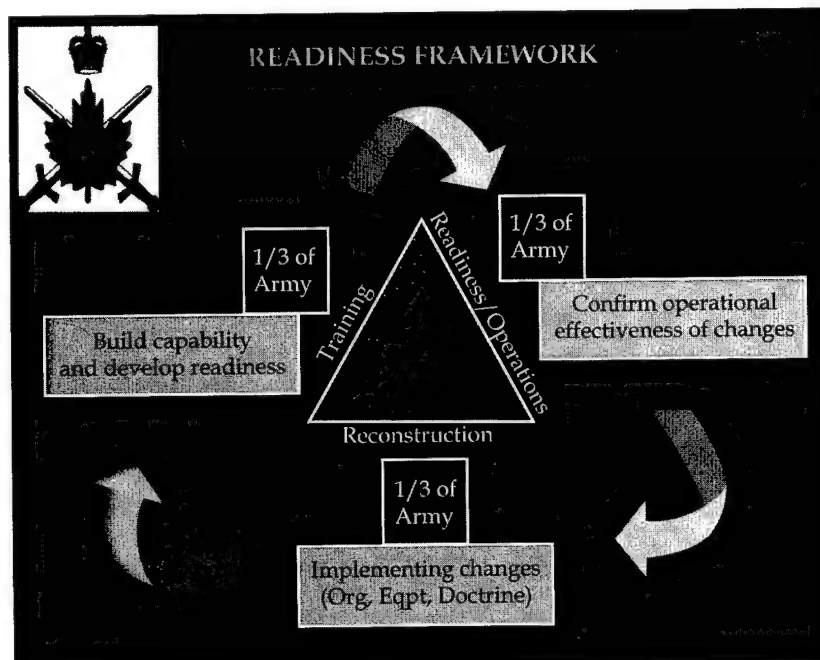 READINESS FRAMEWORK
1/3 of
Army
Build capability
and develop readiness
Training
Readiness/Operations
1/3 of
Army
Confirm operational
effectiveness of changes
Reconstruction
1/3 of
Army
Implementing changes
(Org, Eqpt, Doctrine)